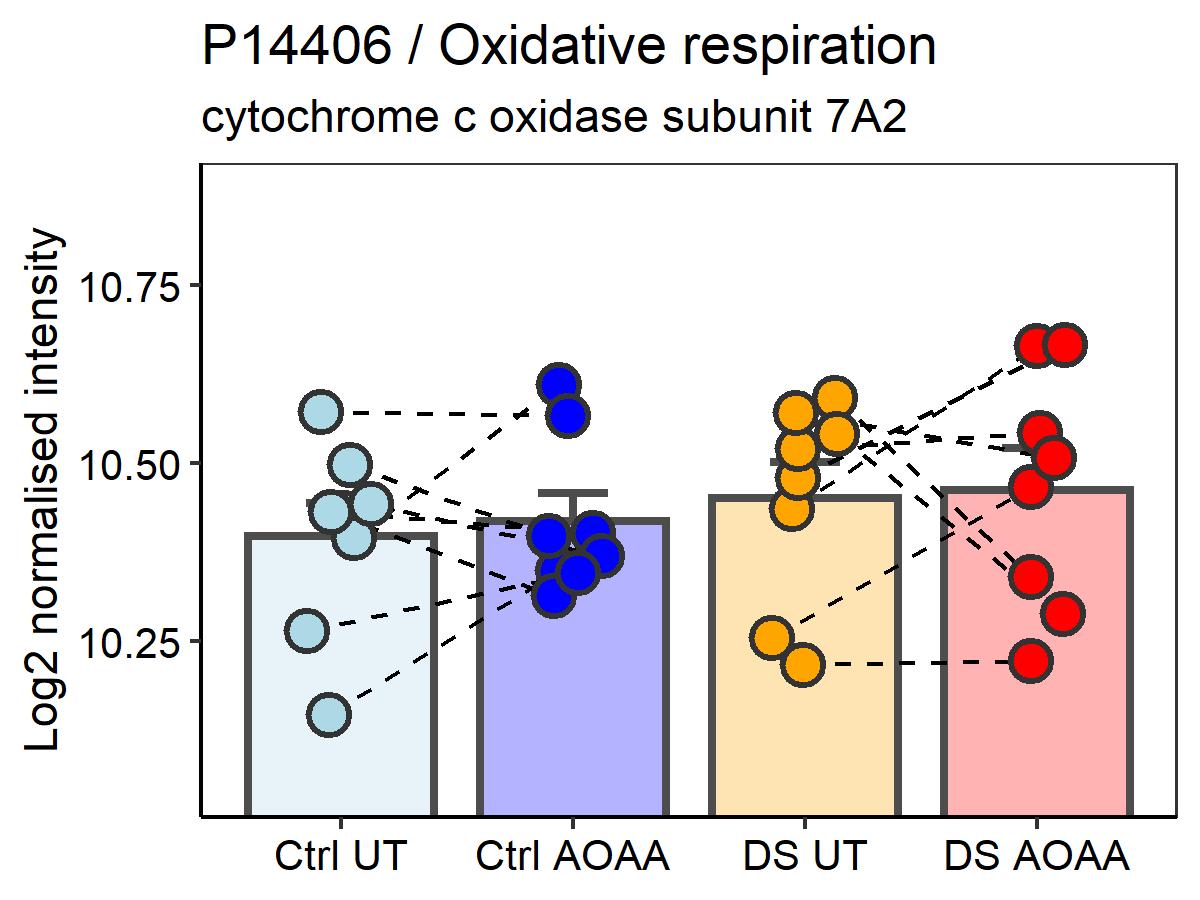 P14406 / Oxidative respiration
cytochrome c oxidase subunit 7A2
Log2 normalised intensity
10.75
10.50
10.25
Ctrl UT
Ctrl AOAA
DS UT
DS AOAA